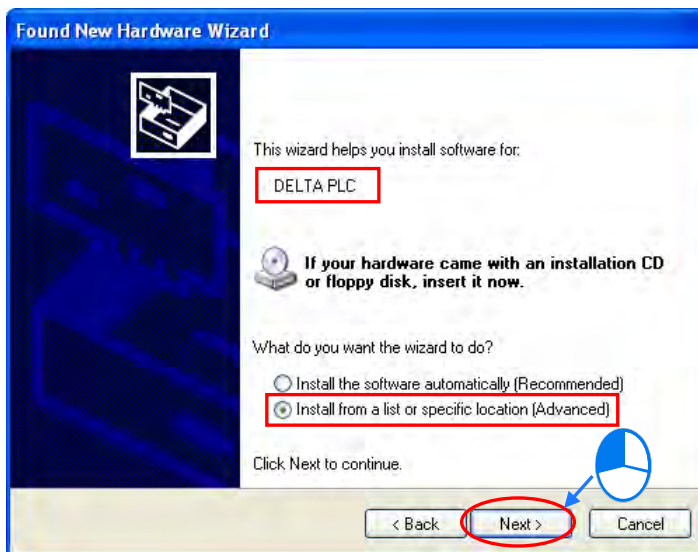 Found New Hardware Wizard
This wizard helps you install software for:
DELTA PLC
If your hardware came with an installation CD
or floppy disk, insert it now.
What do you want the wizard to do?
Install the software automatically (Recommended)
Install from a list or specific location (Advanced)
Click Next to continue.
< Back Next > Cancel